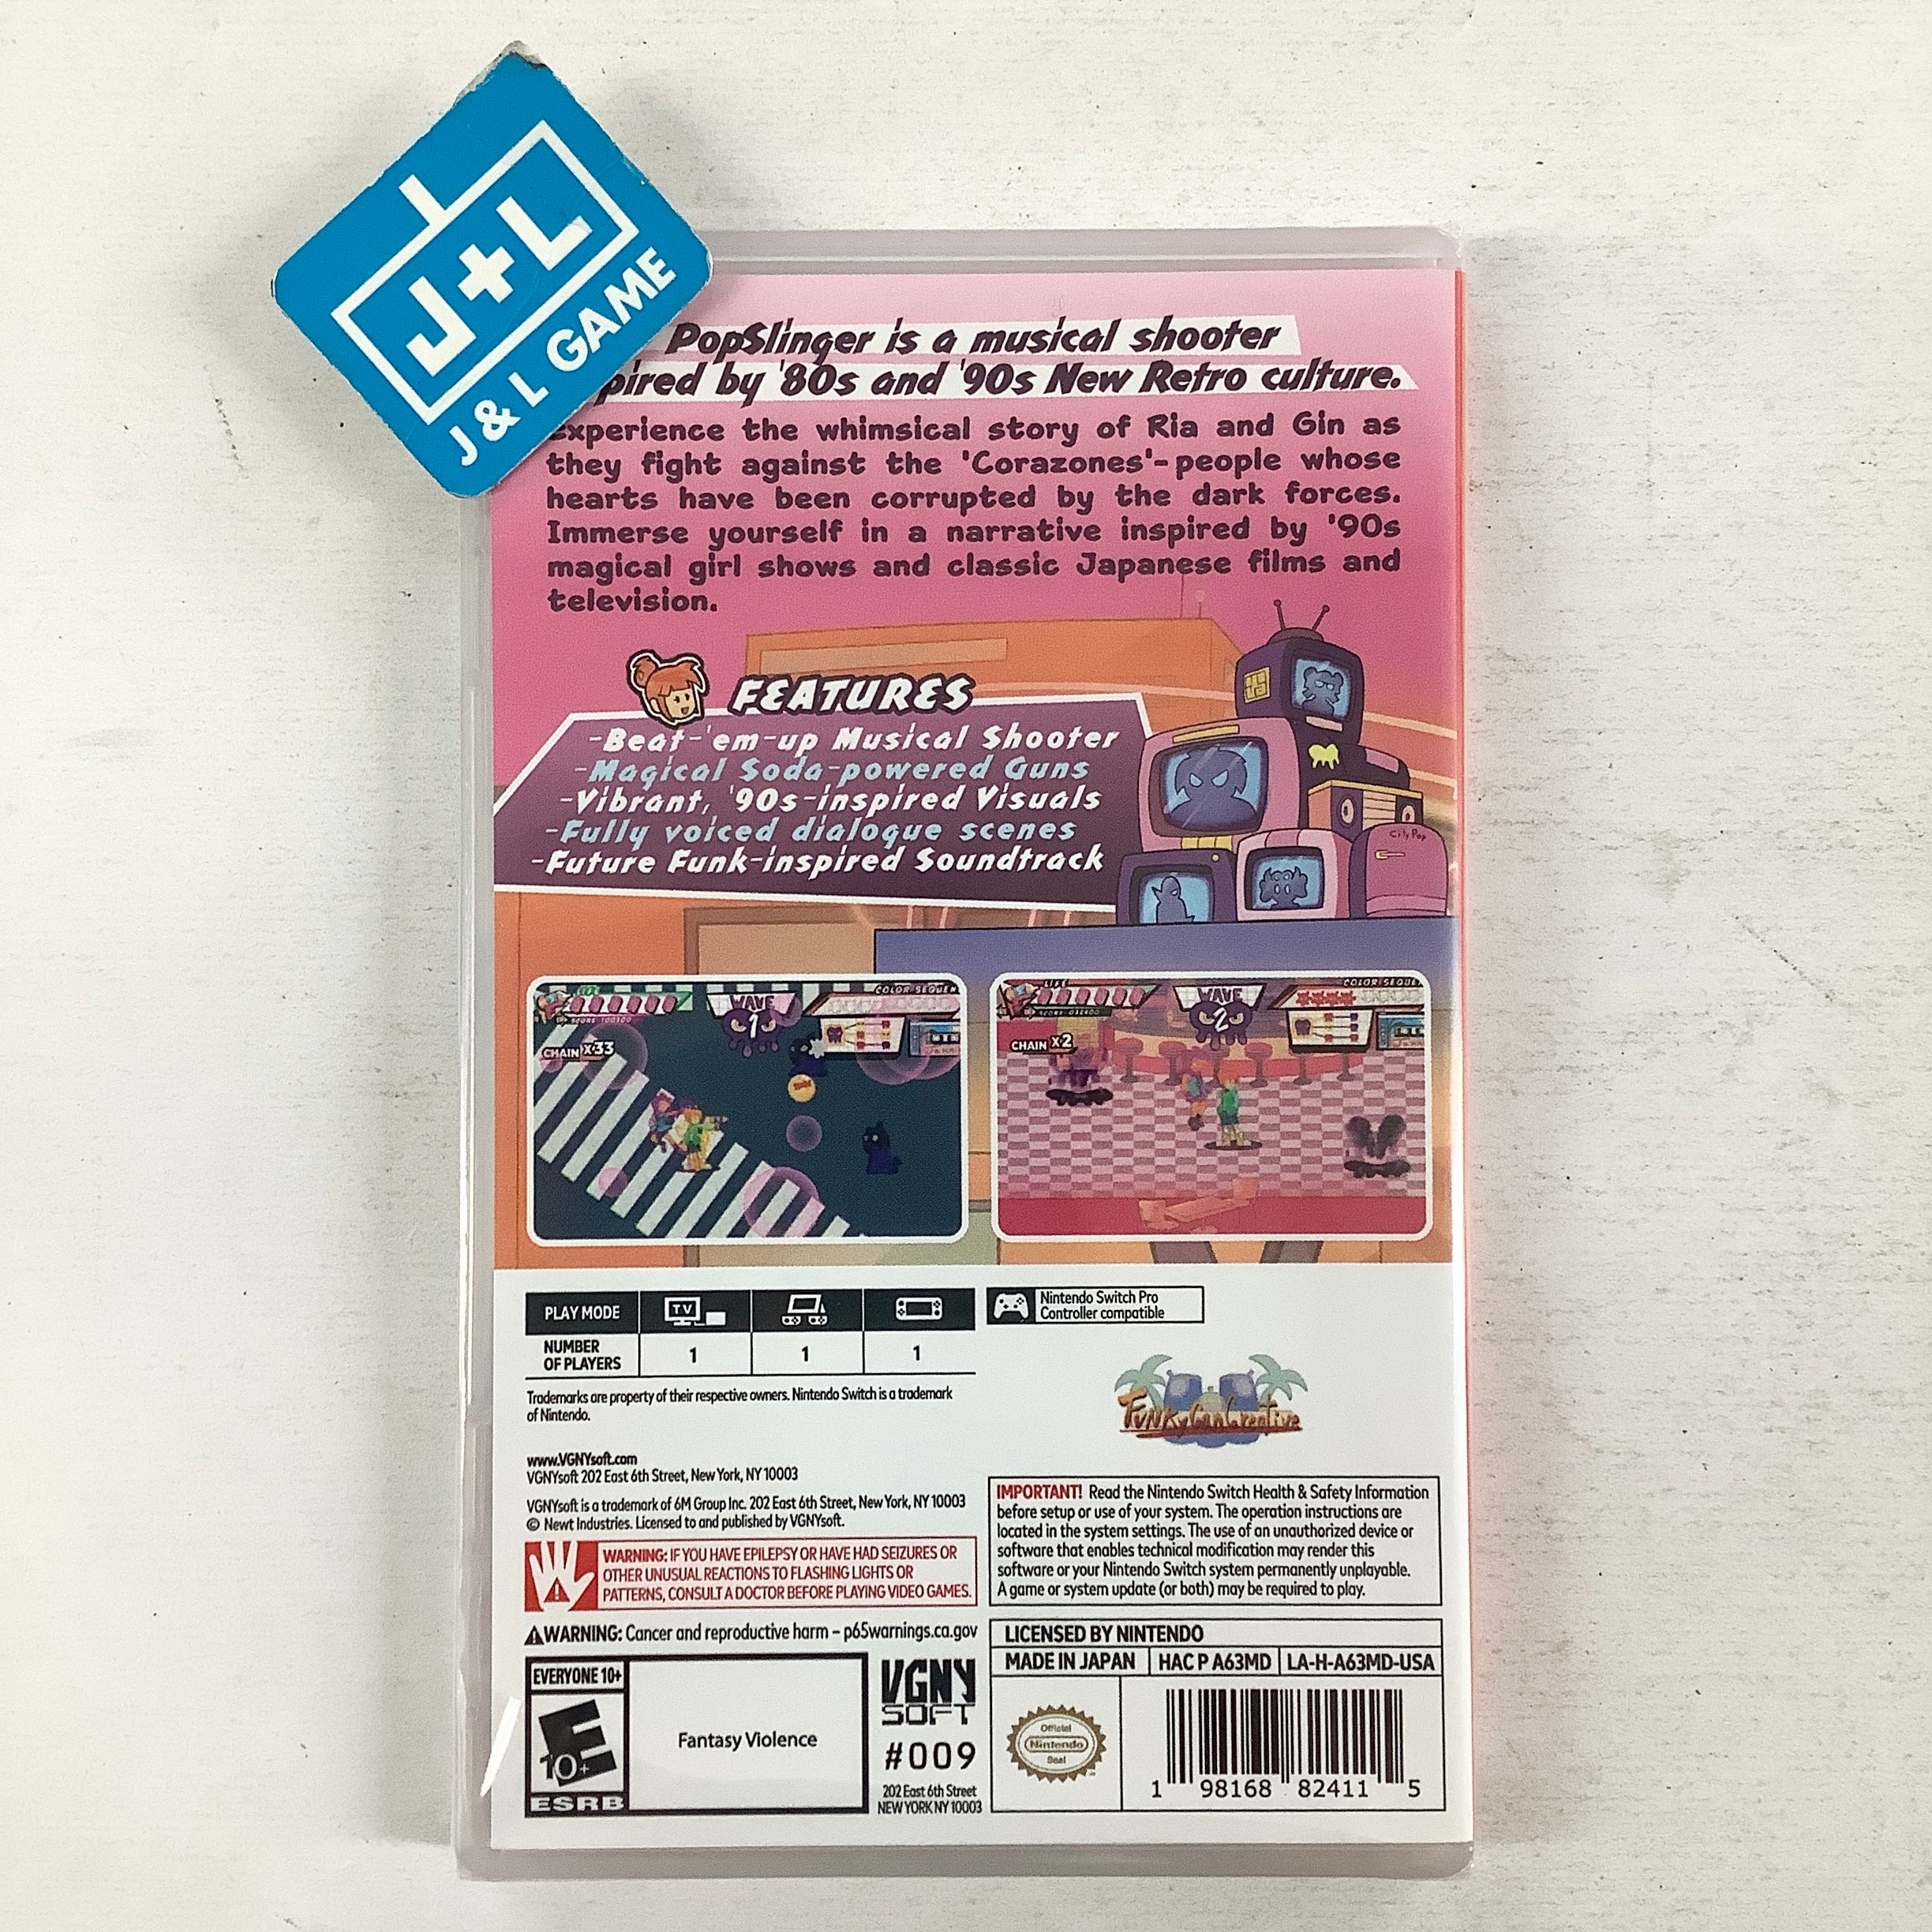 J+L
J & L GAME
PopSlinger is a musical shooter
pired by '80s and '90s New Retro culture.
Experience the whimsical story of Ria and Gin as
they fight against the 'Corazones'-people whose
hearts have been corrupted by the dark forces.
Immerse yourself in a narrative inspired by '90s
magical girl shows and classic Japanese films and
television.
FEATURES
-Beat-'em-up Musical Shooter
-Magical Soda-powered Guns
-Vibrant, '90s-inspired Visuals
-Fully voiced dialogue scenes
-Future Funk-inspired Soundtrack
City Pop
LIFE
WAVE
1
COLOR SEQUEN
CHAIN X33
LIFE
WAVE
2
COLOR SEQUE
CHAIN X2
PLAY MODE
TV
NUMBER
OF PLAYERS
1 1 1
Nintendo Switch Pro
Controller compatible
Trademarks are property of their respective owners. Nintendo Switch is a trademark
of Nintendo.
FunkyCanCreative
www.VGNYsoft.com
VGNYsoft 202 East 6th Street, New York, NY 10003
VGNYsoft is a trademark of 6M Group Inc. 202 East 6th Street, New York, NY 10003
© Newt Industries. Licensed to and published by VGNYsoft.
WARNING: IF YOU HAVE EPILEPSY OR HAVE HAD SEIZURES OR
OTHER UNUSUAL REACTIONS TO FLASHING LIGHTS OR
PATTERNS, CONSULT A DOCTOR BEFORE PLAYING VIDEO GAMES.
IMPORTANT! Read the Nintendo Switch Health & Safety Information
before setup or use of your system. The operation instructions are
located in the system settings. The use of an unauthorized device or
software that enables technical modification may render this
software or your Nintendo Switch system permanently unplayable.
A game or system update (or both) may be required to play.
WARNING: Cancer and reproductive harm – p65warnings.ca.gov
EVERYONE 10+
E
10+
ESRB
Fantasy Violence
VGNY
SOFT
#009
202 East 6th Street
NEW YORK NY 10003
LICENSED BY NINTENDO
MADE IN JAPAN HAC P A63MD LA-H-A63MD-USA
Official
Nintendo
Seal
1 98168 82411 5